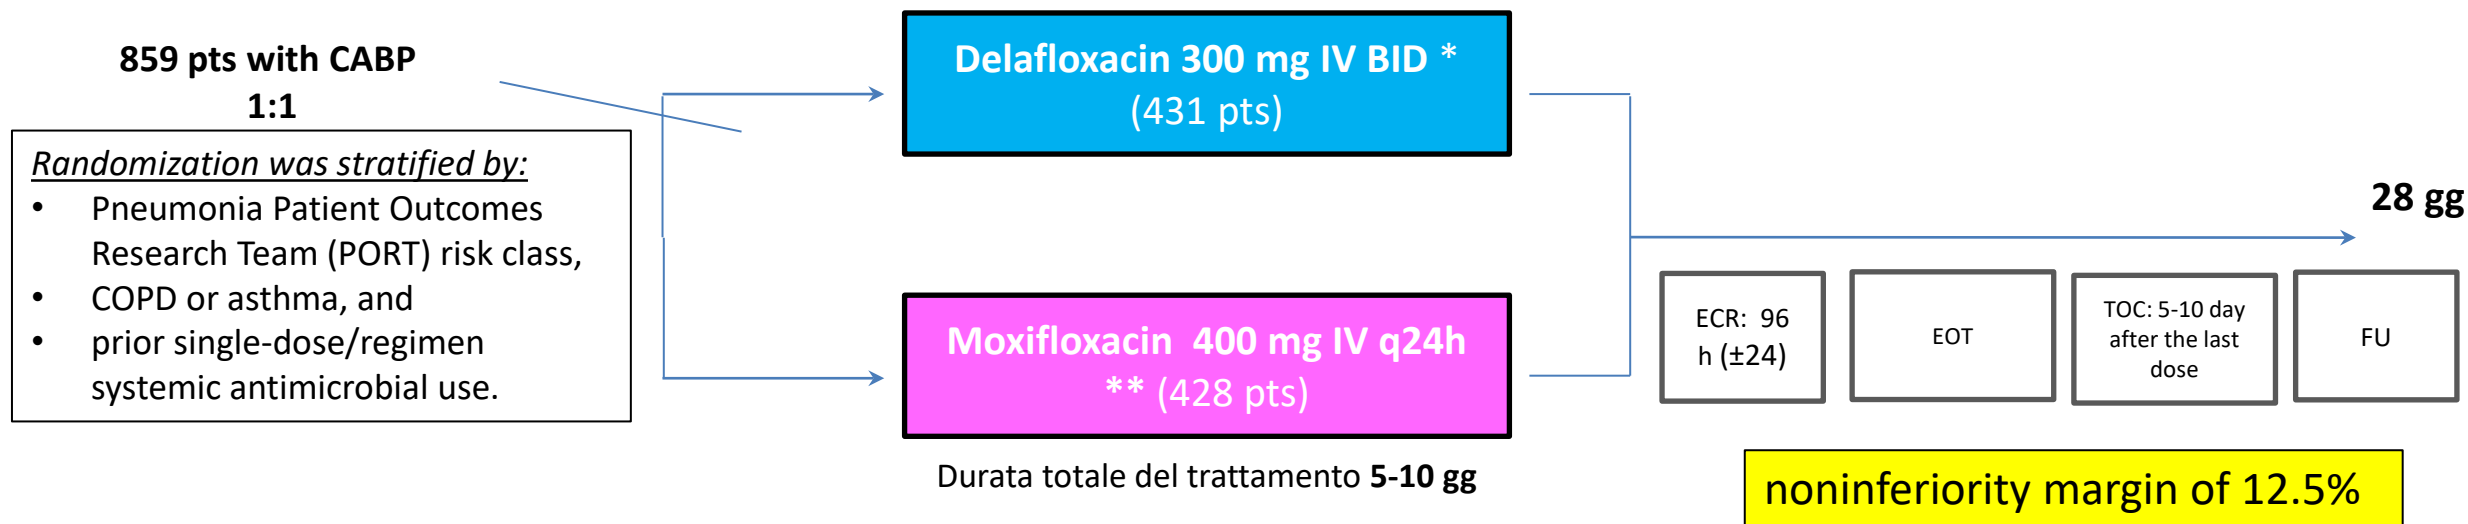 859 pts with CABP
1:1
Randomization was stratified by:
• Pneumonia Patient Outcomes
Research Team (PORT) risk class,
• COPD or asthma, and
• prior single-dose/regimen
systemic antimicrobial use.
Delafloxacin 300 mg IV BID *
(431 pts)
Moxifloxacin 400 mg IV q24h
** (428 pts)
Durata totale del trattamento 5-10 gg
28 gg
ECR: 96
h (±24)
EOT
TOC: 5-10 day
after the last
dose
FU
noninferiority margin of 12.5%